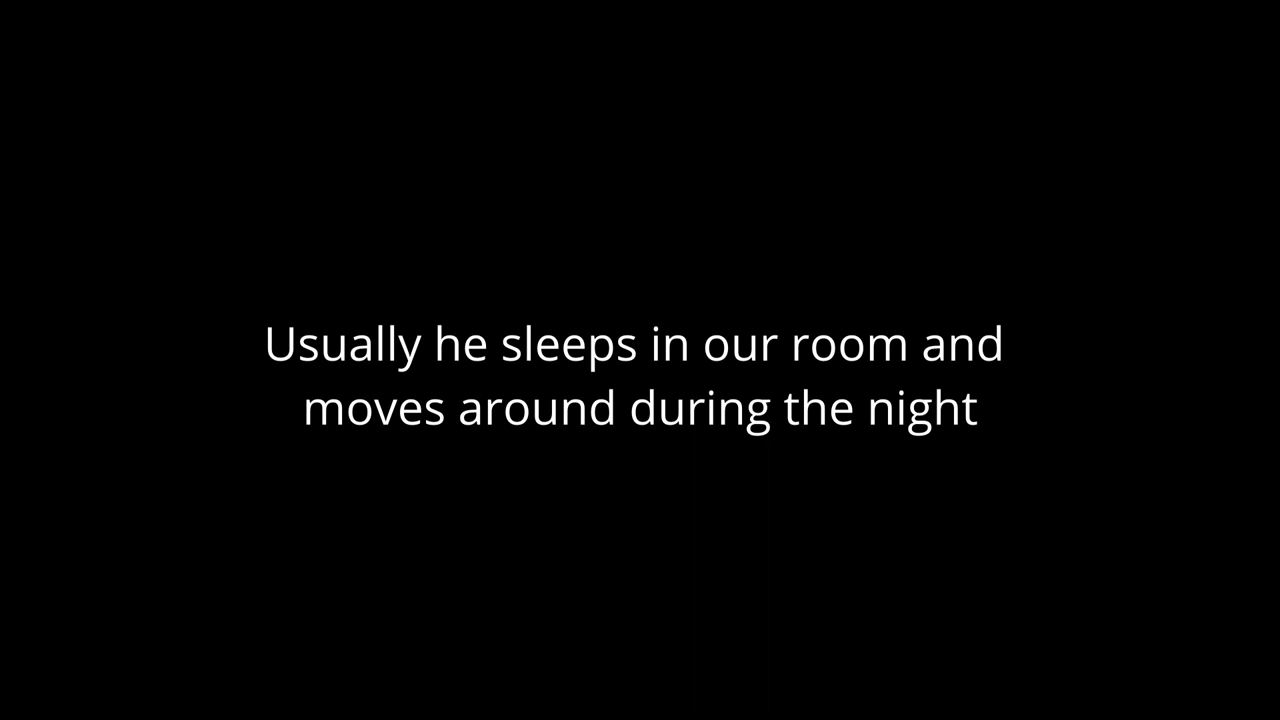 Usually he sleeps in our room and
moves around during the night